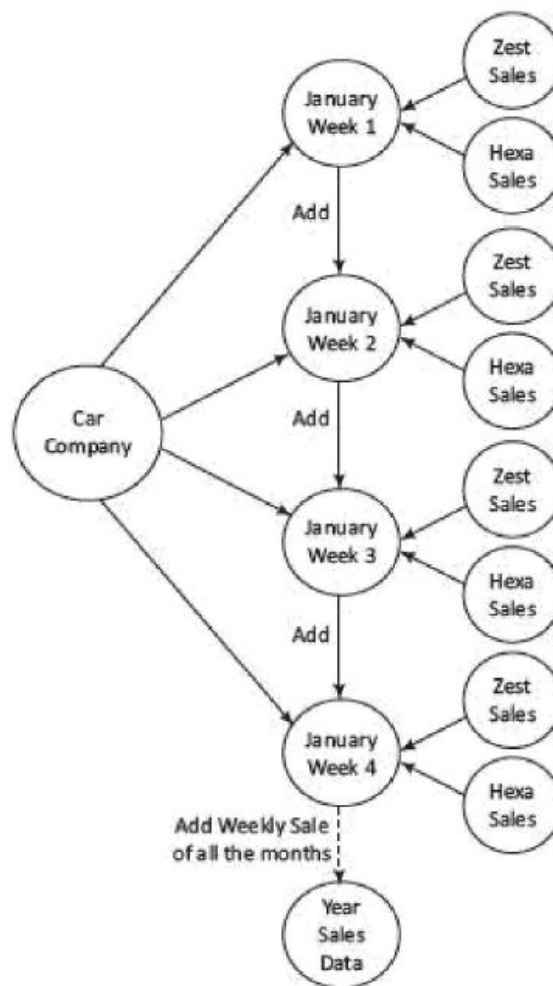 Zest
Sales
January
Week 1
Hexa
Sales
Add
Zest
Sales
January
Week 2
Hexa
Sales
Car
Company
Add
Zest
Sales
January
Week 3
Hexa
Sales
Add
Zest
Sales
January
Week 4
Hexa
Sales
Add Weekly Sale
of all the months
Year
Sales
Data